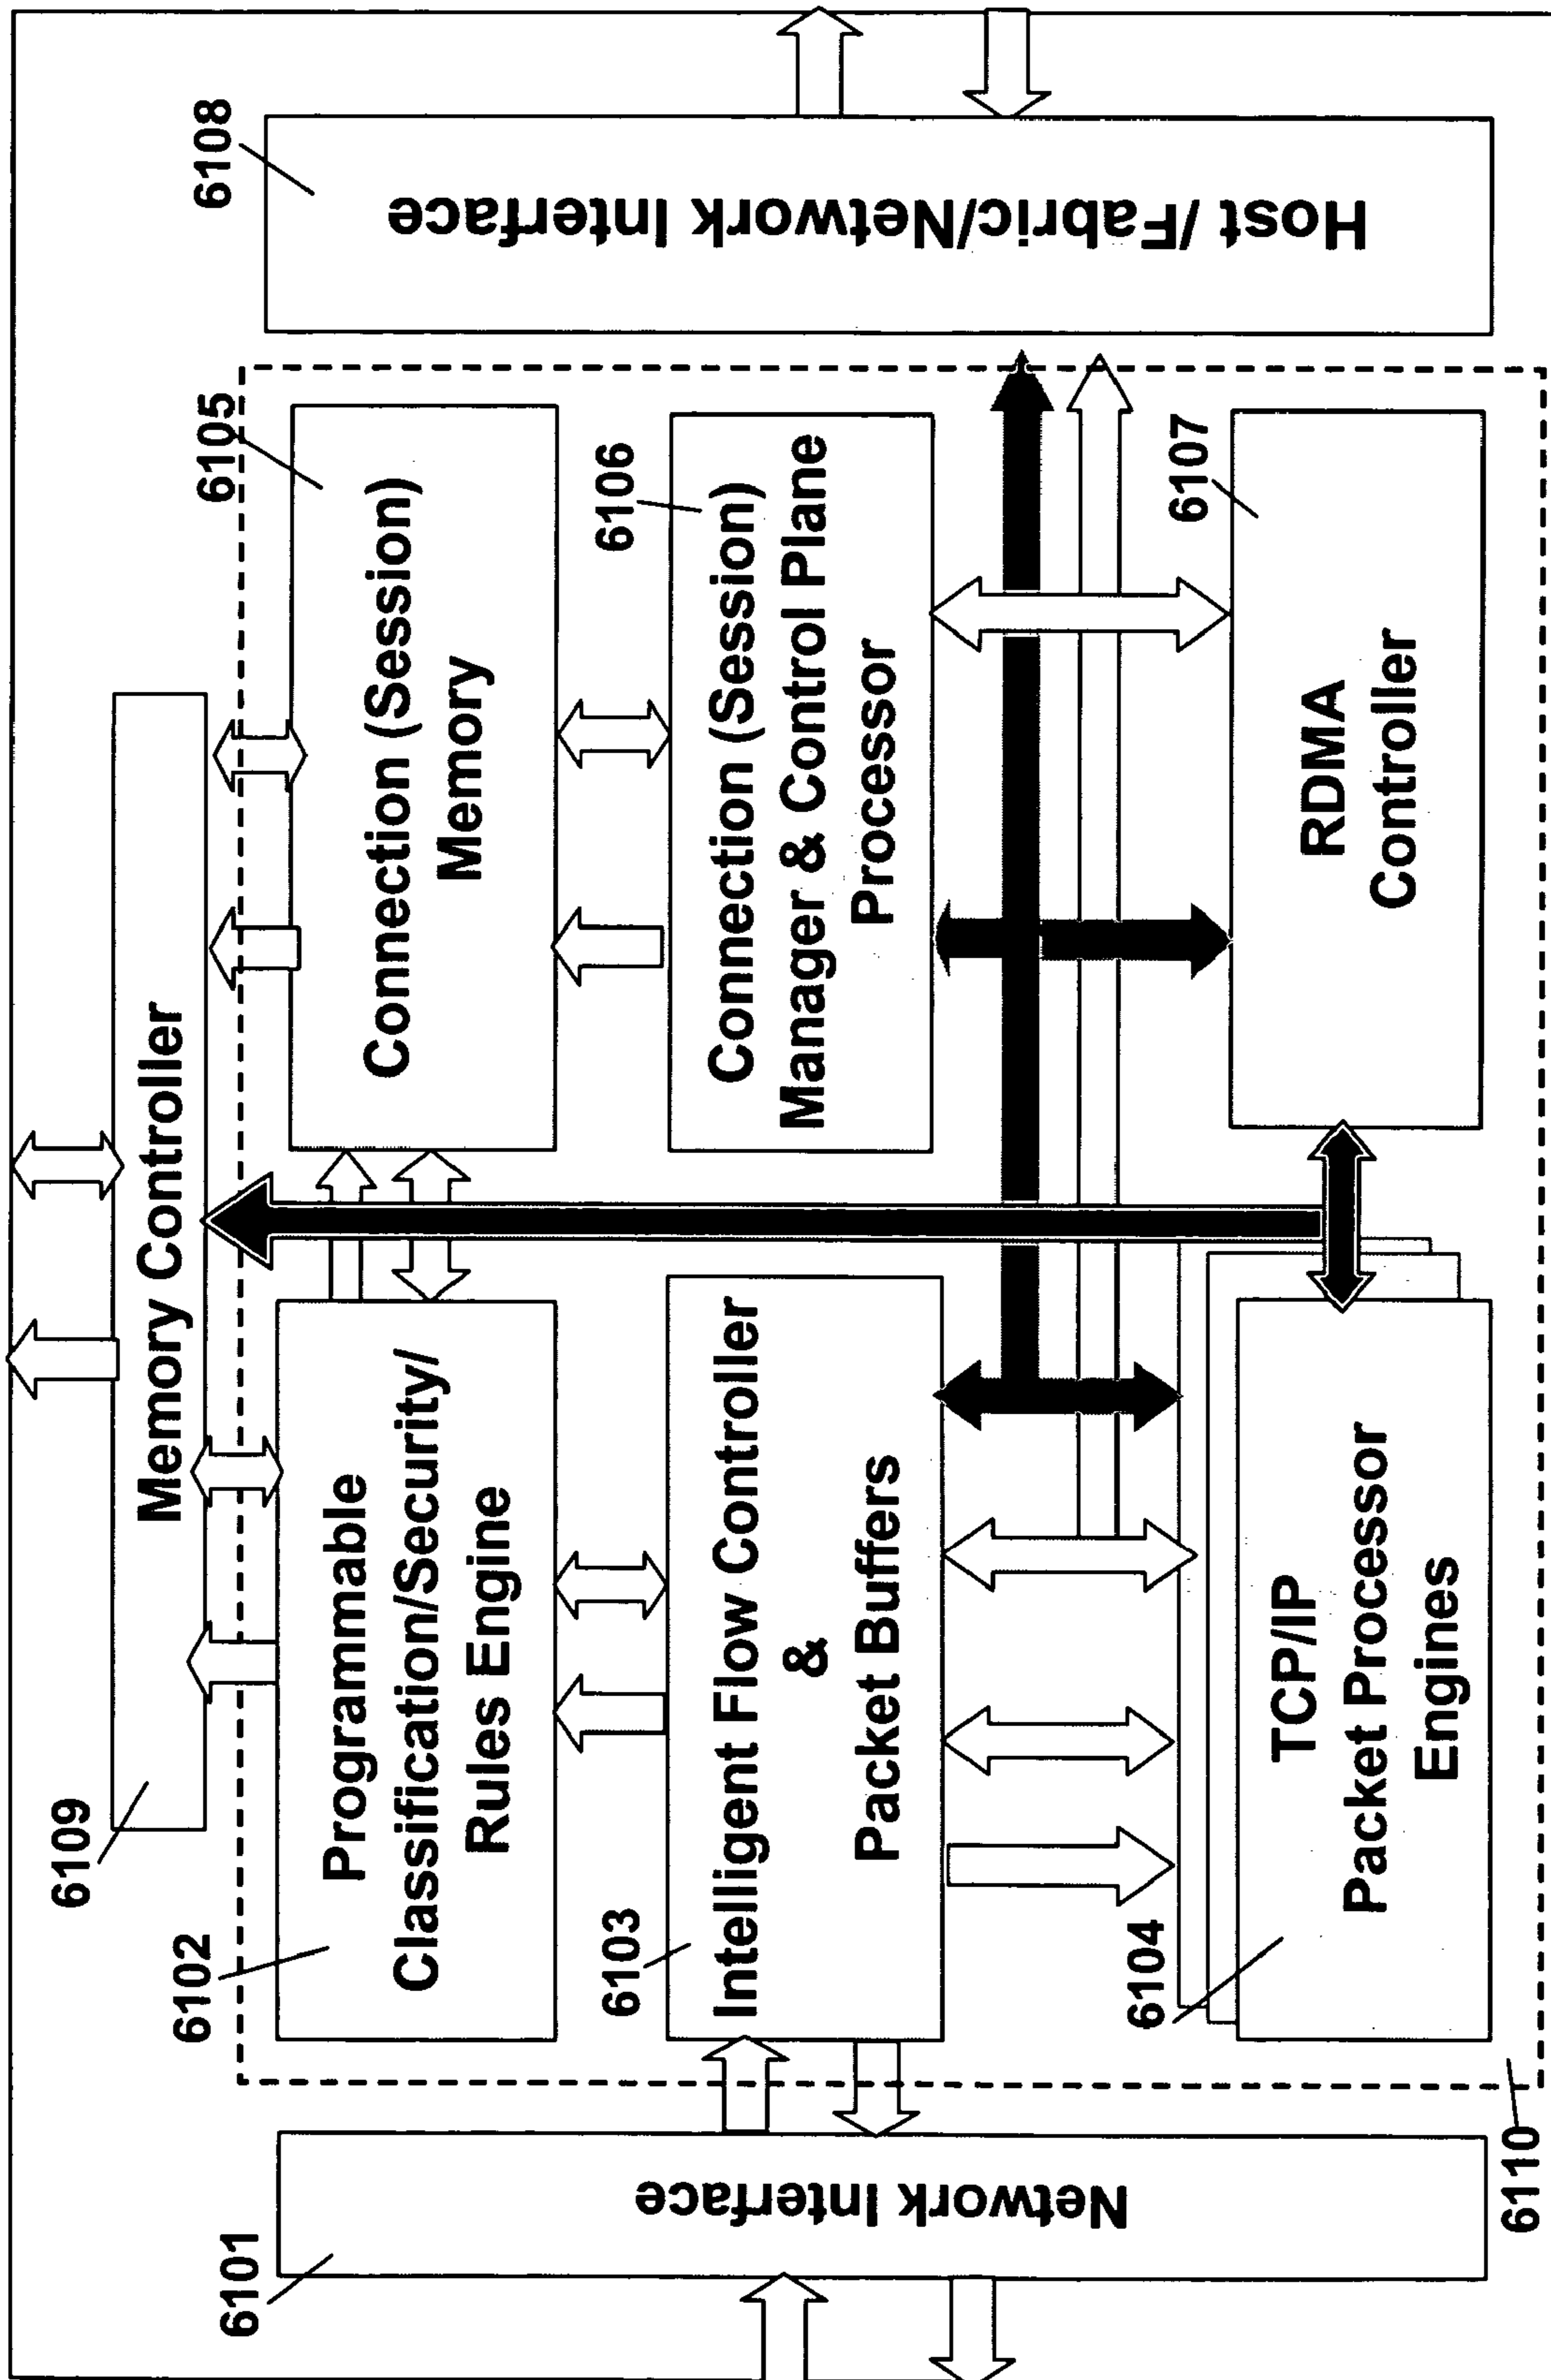 6109
Memory Controller
6101
Network Interface
6102
Programmable
Classification/Security/
Rules Engine
6105
Connection (Session)
Memory
6108
Host /Fabric/Network Interface
6103
Intelligent Flow Controller
&
Packet Buffers
6106
Connection (Session)
Manager & Control Plane
Processor
6104
TCP/IP
Packet Processor
Engines
6107
RDMA
Controller
6110